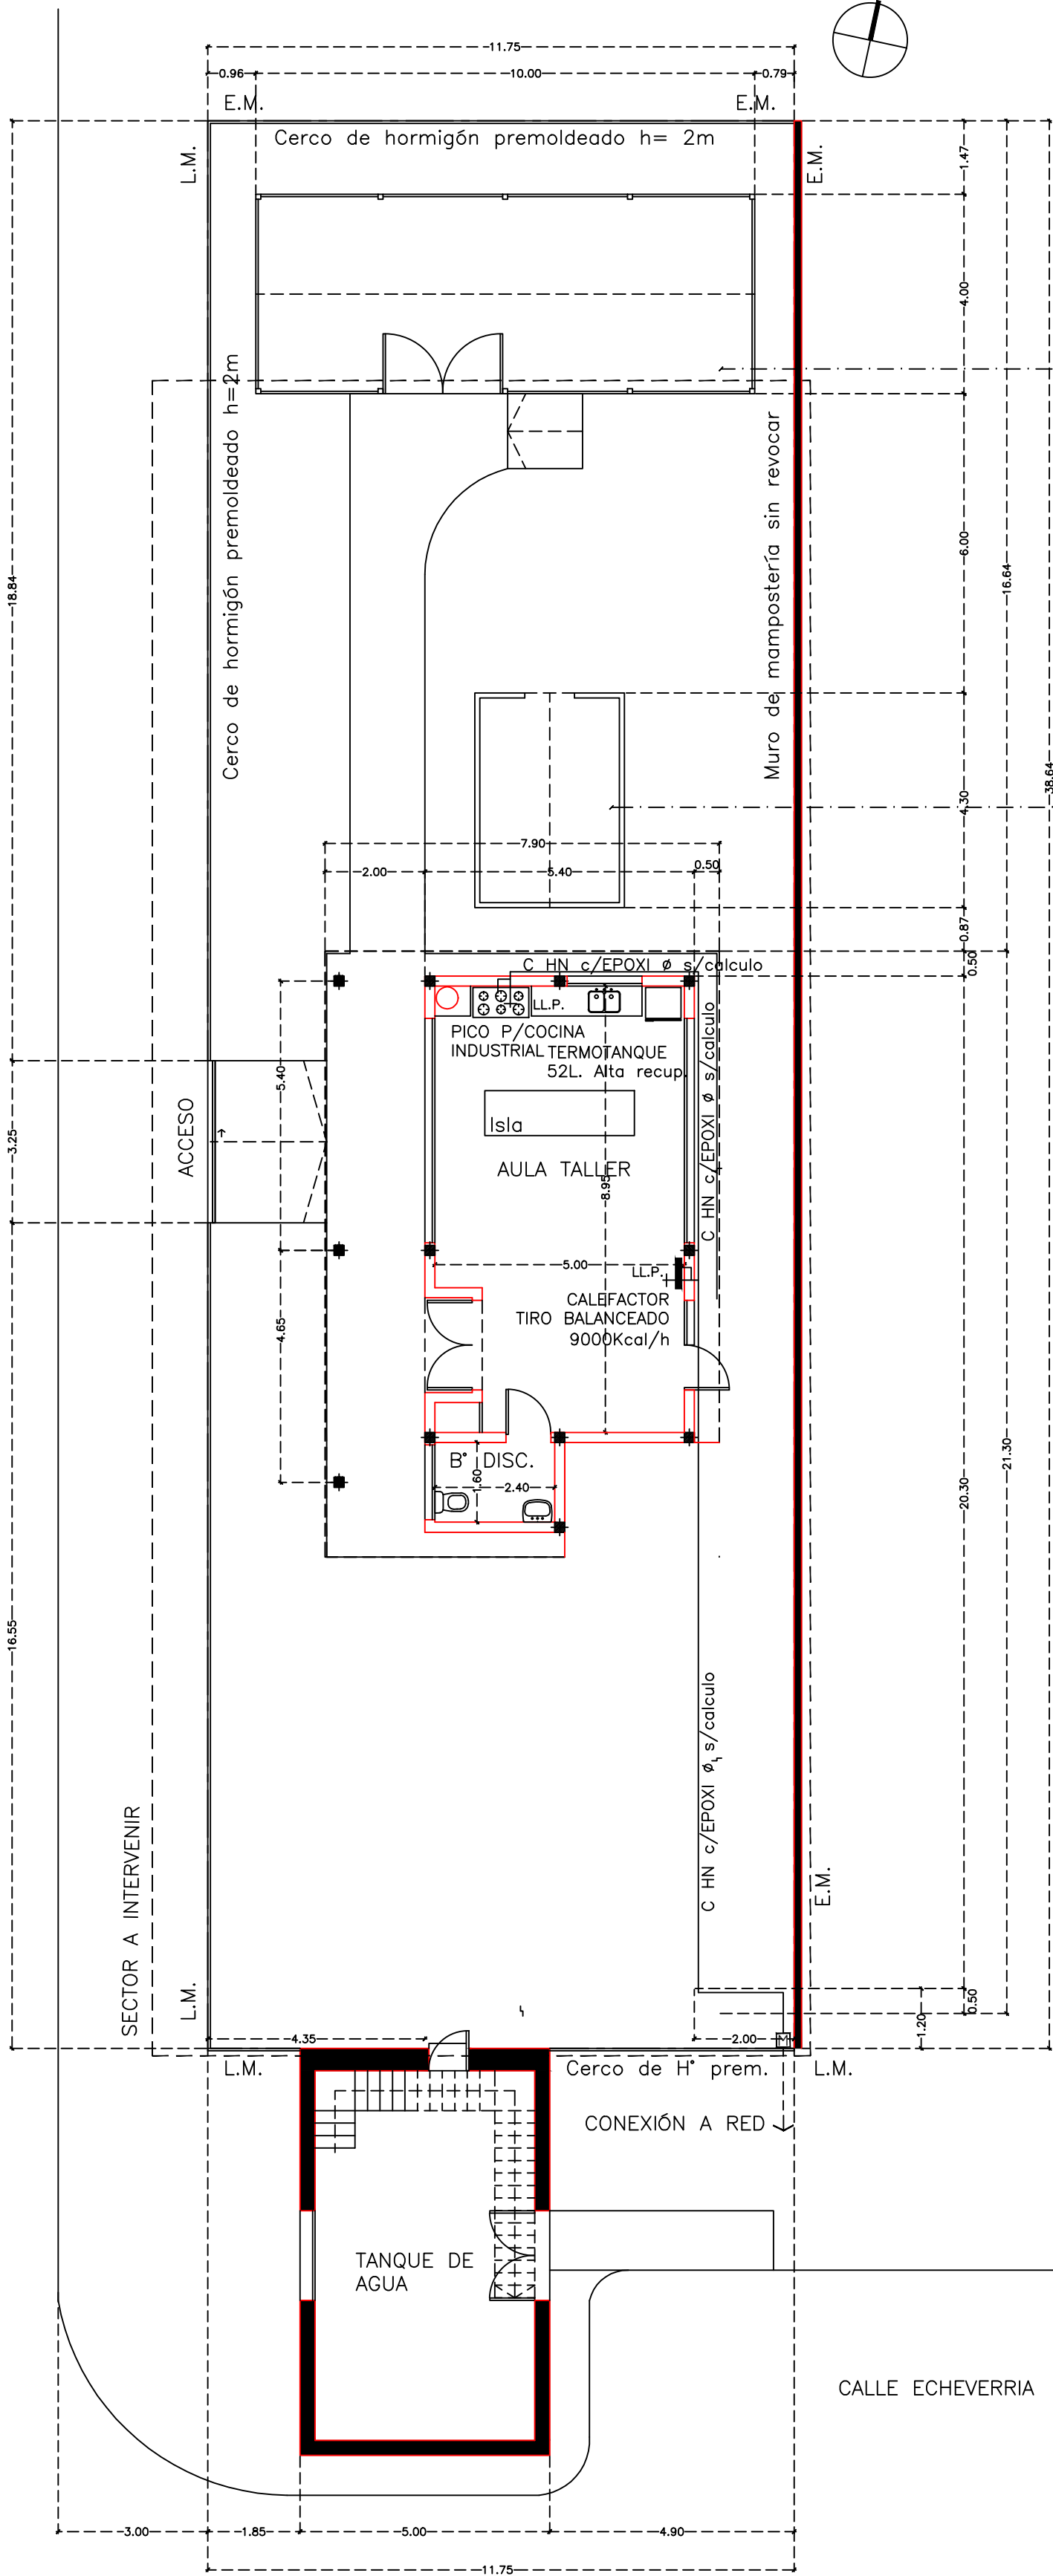 11.75
0.96
10.00
0.79
E.M.
E.M.
Cerco de hormigón premoldeado h= 2m
L.M.
E.M.
1.47
4.00
Cerco de hormigón premoldeado h=2m
Muro de mampostería sin revocar
6.00
16.64
18.84
38.64
4.30
7.90
2.00
5.40
0.50
0.87
0.50
C HN c/EPOXI ø s/calculo
LL.P.
PICO P/COCINA
INDUSTRIAL
TERMOTANQUE
52L. Alta recup.
C HN c/EPOXI ø s/calculo
5.40
Isla
ACCESO
3.25
AULA TALLER
8.95
5.00
LL.P.
CALEFACTOR
TIRO BALANCEADO
9000Kcal/h
4.65
B° DISC.
1.60
2.40
21.30
20.30
16.55
C HN c/EPOXI ø s/calculo
SECTOR A INTERVENIR
E.M.
L.M.
0.50
1.20
4.35
2.00
M
L.M.
Cerco de H° prem.
L.M.
CONEXIÓN A RED
TANQUE DE
AGUA
CALLE ECHEVERRIA
3.00
1.85
5.00
4.90
11.75